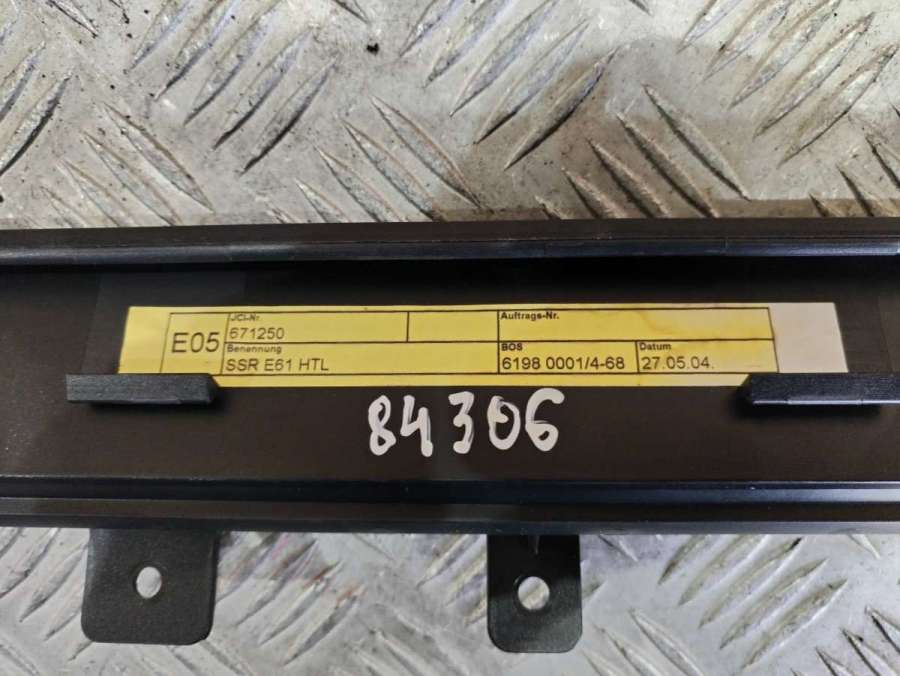 E05
JCI-Nr.
671250
Auftrags-Nr.
Benennung
SSR E61 HTL
BOS
6198 0001/4-68
Datum
27.05.04.
84306